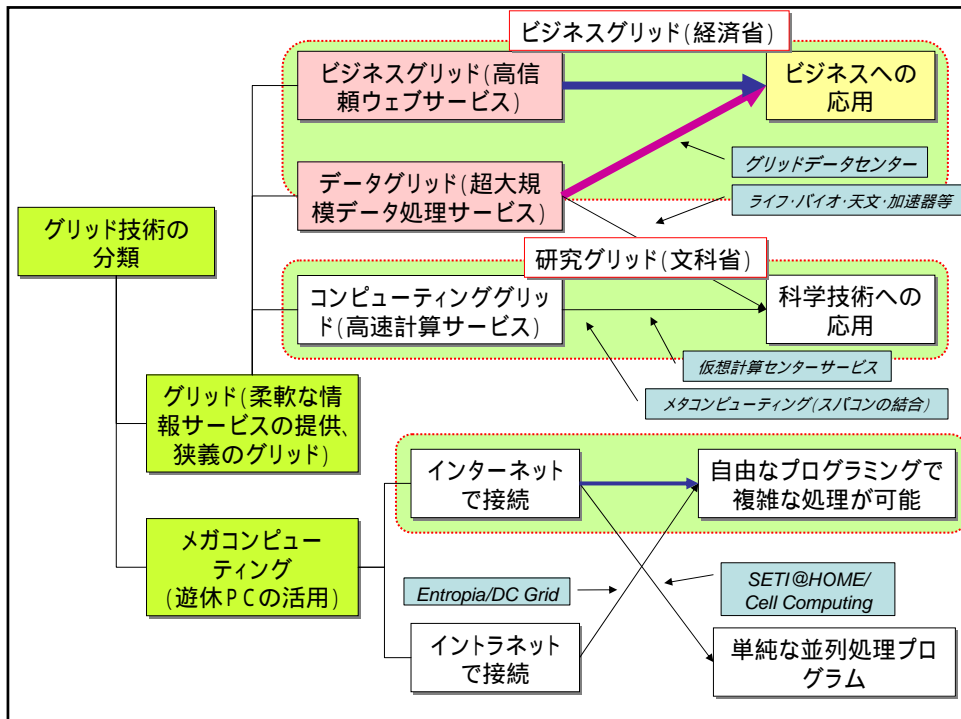 ビジネスグリッド(経済省)
ビジネスグリッド(高信
頼ウェブサービス)
ビジネスへの
応用
グリッドデータセンター
データグリッド(超大規
模データ処理サービス)
ライフ・バイオ・天文・加速器等
グリッド技術の
分類
研究グリッド(文科省)
コンピューティンググリッ
ド(高速計算サービス)
科学技術への
応用
仮想計算センターサービス
メタコンピューティング(スパコンの結合)
グリッド(柔軟な情
報サービスの提供、
狭義のグリッド)
インターネット
で接続
自由なプログラミングで
複雑な処理が可能
メガコンピュー
ティング
(遊休PCの活用)
Entropia/DC Grid
SETI@HOME/
Cell Computing
イントラネット
で接続
単純な並列処理プロ
グラム